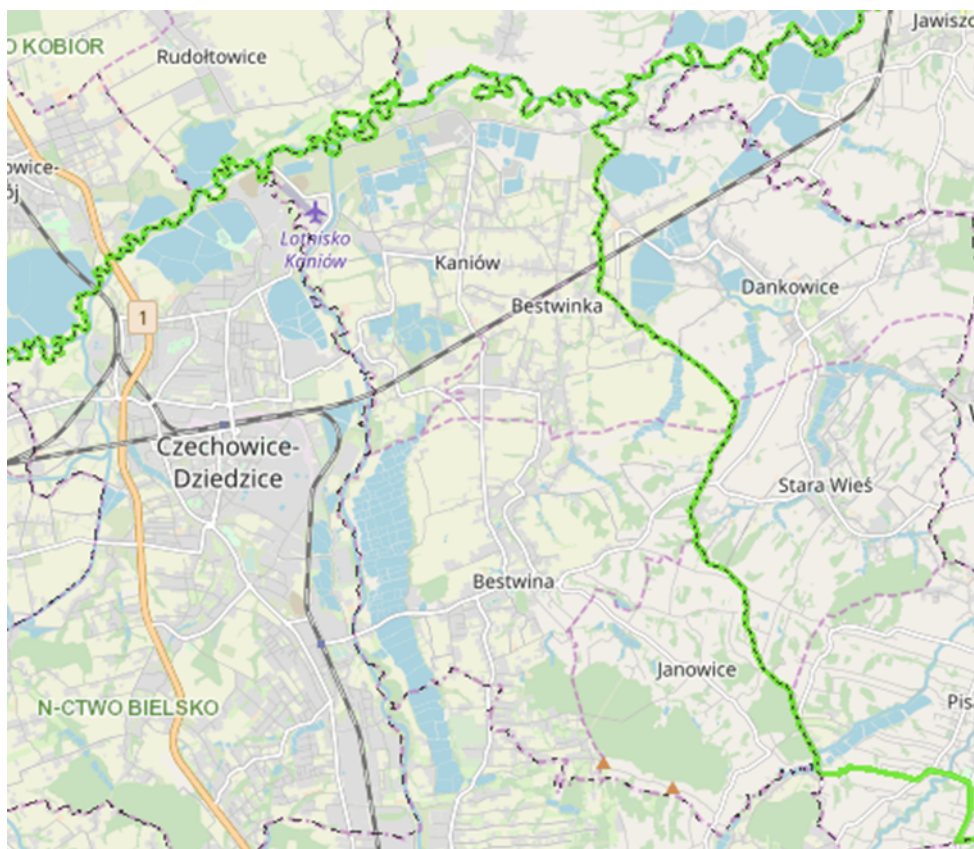 Jawiszo
O KOBIÓR
Rudołtowice
owice-
ój
Lotnisko
Kaniów
Kaniów
Dankowice
Bestwinka
1
Czechowice-
Dziedzice
Stara Wieś
Bestwina
Janowice
N-CTWO BIELSKO
Pisa